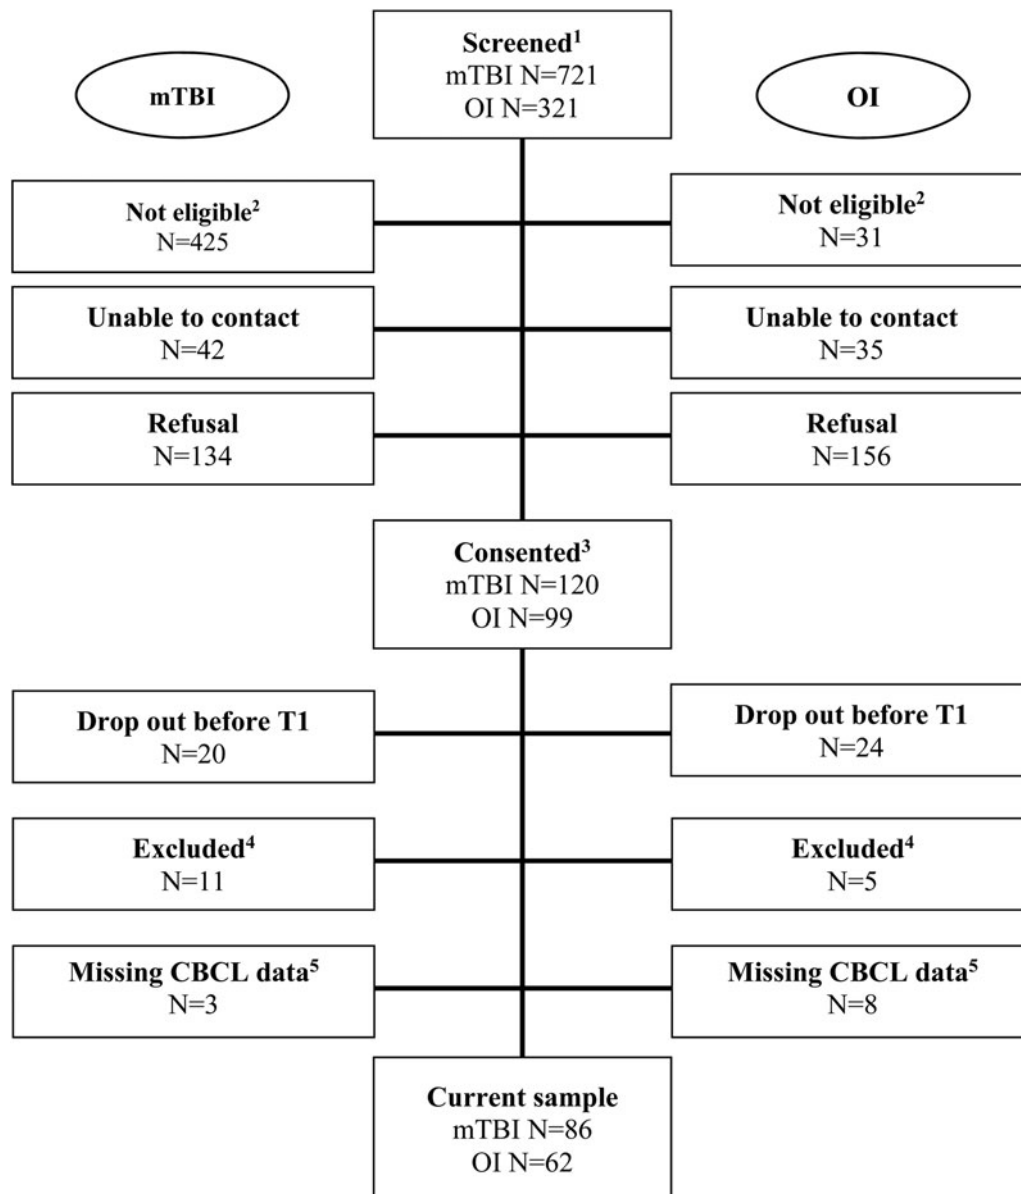 Screened¹
mTBI N=721
OI N=321
mTBI
OI
Not eligible²
N=425
Not eligible²
N=31
Unable to contact
N=42
Unable to contact
N=35
Refusal
N=134
Refusal
N=156
Consented³
mTBI N=120
OI N=99
Drop out before T1
N=20
Drop out before T1
N=24
Excluded⁴
N=11
Excluded⁴
N=5
Missing CBCL data⁵
N=3
Missing CBCL data⁵
N=8
Current sample
mTBI N=86
OI N=62